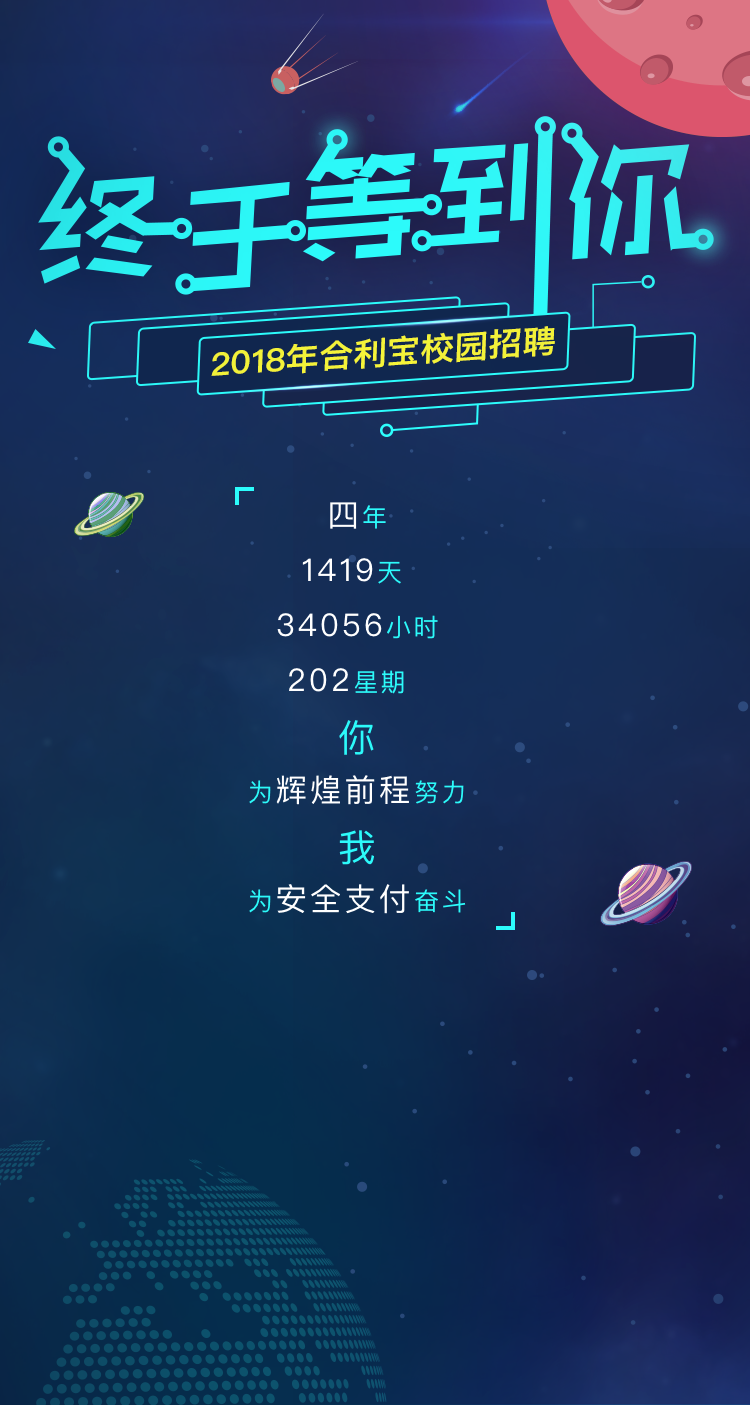 终于等到你
2018年合利宝校园招聘
四年
1419天
34056小时
202星期
你
为辉煌前程努力
我
为安全支付奋斗